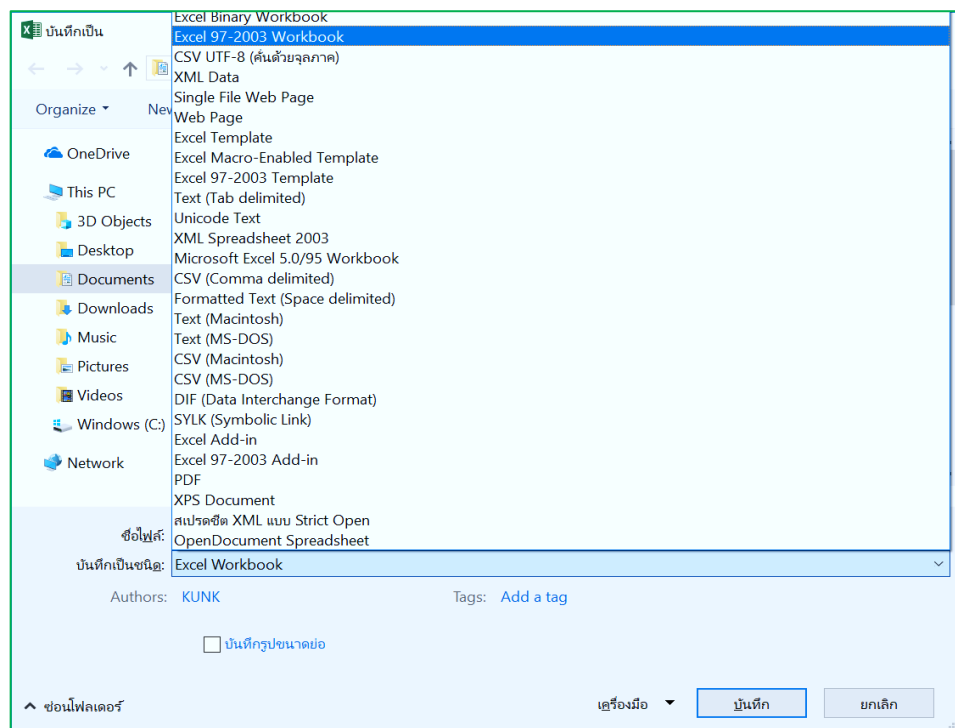 บันทึกเป็น
Organize
New
OneDrive
This PC
3D Objects
Desktop
Documents
Downloads
Music
Pictures
Videos
Windows (C:)
Network
Excel Binary Workbook
Excel 97-2003 Workbook
CSV UTF-8 (คั่นด้วยจุลภาค)
XML Data
Single File Web Page
Web Page
Excel Template
Excel Macro-Enabled Template
Excel 97-2003 Template
Text (Tab delimited)
Unicode Text
XML Spreadsheet 2003
Microsoft Excel 5.0/95 Workbook
CSV (Comma delimited)
Formatted Text (Space delimited)
Text (Macintosh)
Text (MS-DOS)
CSV (Macintosh)
CSV (MS-DOS)
DIF (Data Interchange Format)
SYLK (Symbolic Link)
Excel Add-in
Excel 97-2003 Add-in
PDF
XPS Document
สเปรดชีต XML แบบ Strict Open
OpenDocument Spreadsheet
ชื่อไฟล์:
บันทึกเป็นชนิด: Excel Workbook
Authors: KUNK Tags: Add a tag
บันทึกรูปขนาดย่อ
ซ่อนโฟลเดอร์ เครื่องมือ บันทึก ยกเลิก